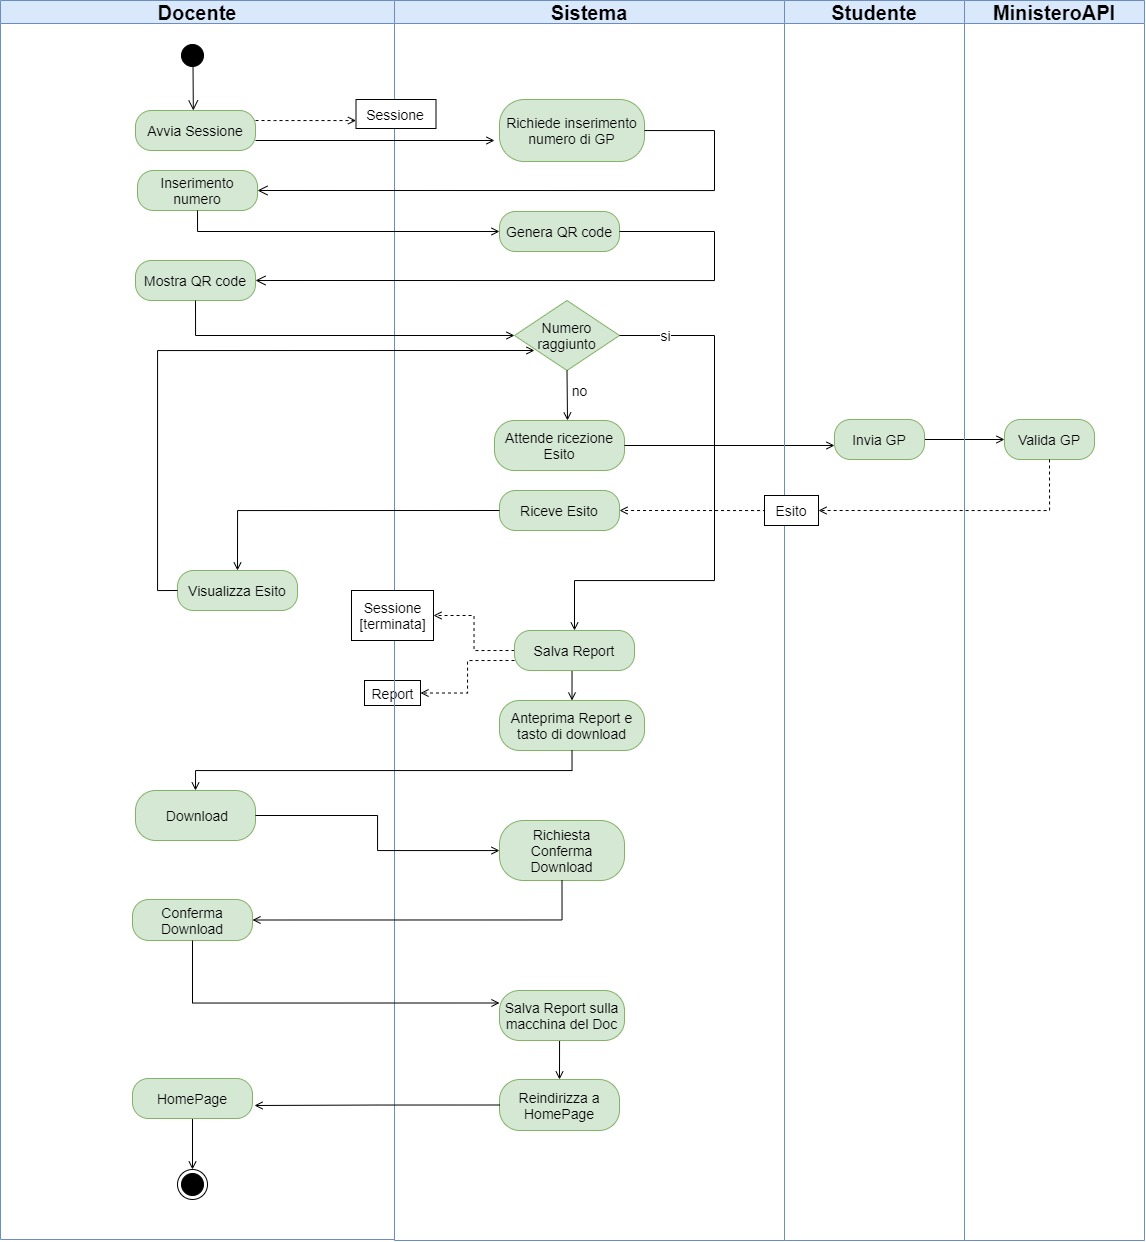 Docente
Sistema
Studente
MinisteroAPI
Avvia Sessione
Sessione
Richiede inserimento
numero di GP
Inserimento
numero
Genera QR code
Mostra QR code
Numero
raggiunto
si
no
Attende ricezione
Esito
Invia GP
Valida GP
Riceve Esito
Esito
Visualizza Esito
Sessione
[terminata]
Salva Report
Report
Anteprima Report e
tasto di download
Download
Richiesta
Conferma
Download
Conferma
Download
Salva Report sulla
macchina del Doc
HomePage
Reindirizza a
HomePage